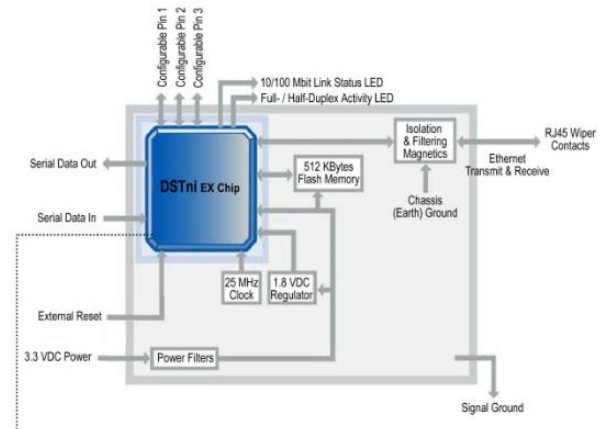 Configurable Pin 1
Configurable Pin 2
Configurable Pin 3
10/100 Mbit Link Status LED
Full- / Half-Duplex Activity LED
Isolation
& Filtering
Magnetics
RJ45 Wiper
Contacts
Ethernet
Transmit & Receive
Serial Data Out
DSTni EX Chip
512 KBytes
Flash Memory
Chassis
(Earth) Ground
Serial Data In
25 MHz
Clock
1.8 VDC
Regulator
External Reset
3.3 VDC Power
Power Filters
Signal Ground